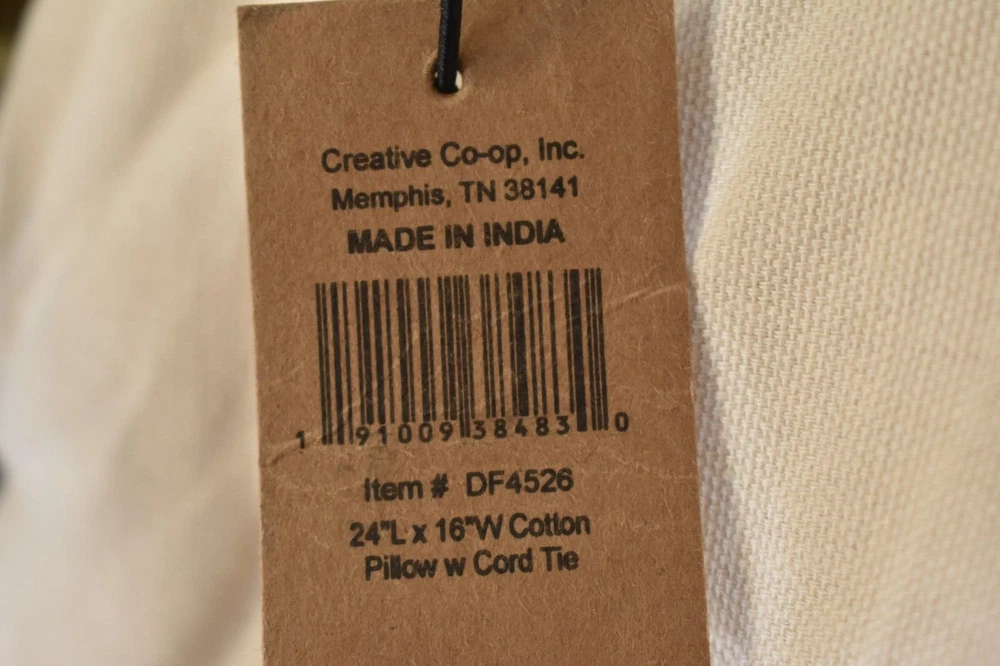 Creative Co-op, Inc.
Memphis, TN 38141
MADE IN INDIA
1 91009 38483 0
Item # DF4526
24"L x 16"W Cotton
Pillow w Cord Tie